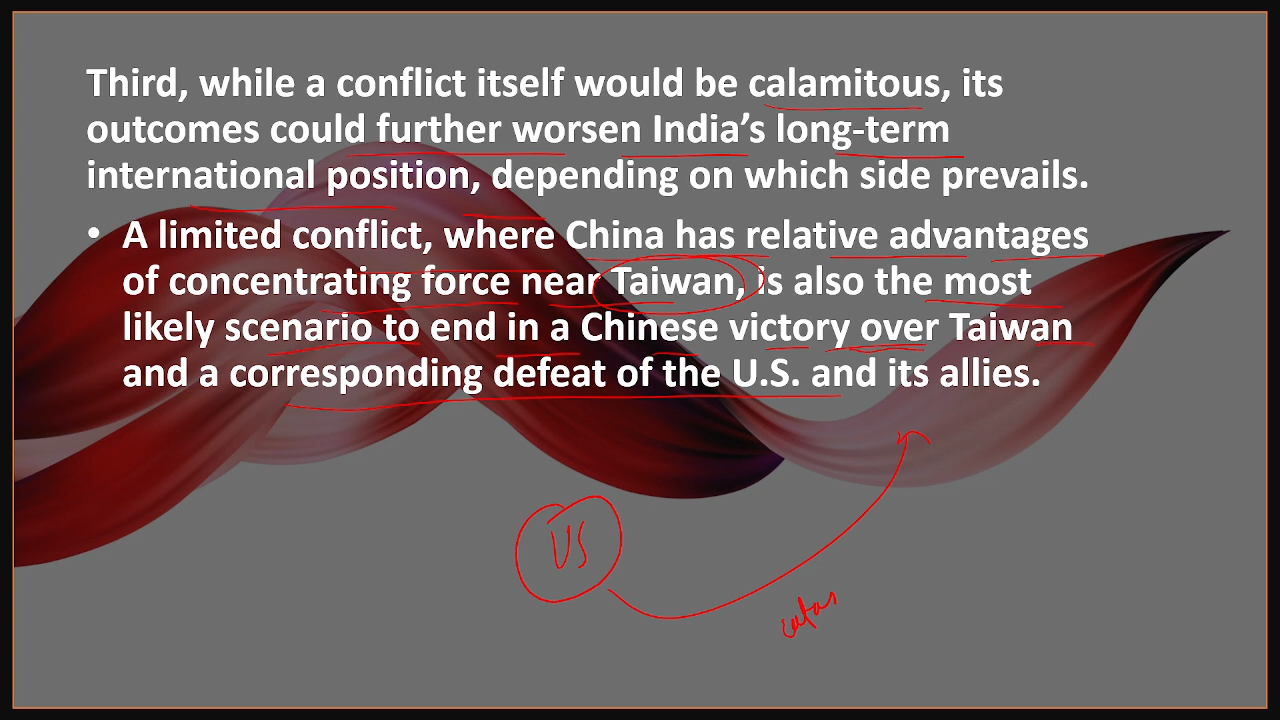 Third, while a conflict itself would be calamitous, its
outcomes could further worsen India's long-term
international position, depending on which side prevails.
• A limited conflict, where China has relative advantages
of concentrating force near Taiwan, is also the most
likely scenario to end in a Chinese victory over Taiwan
and a corresponding defeat of the U.S. and its allies.
US